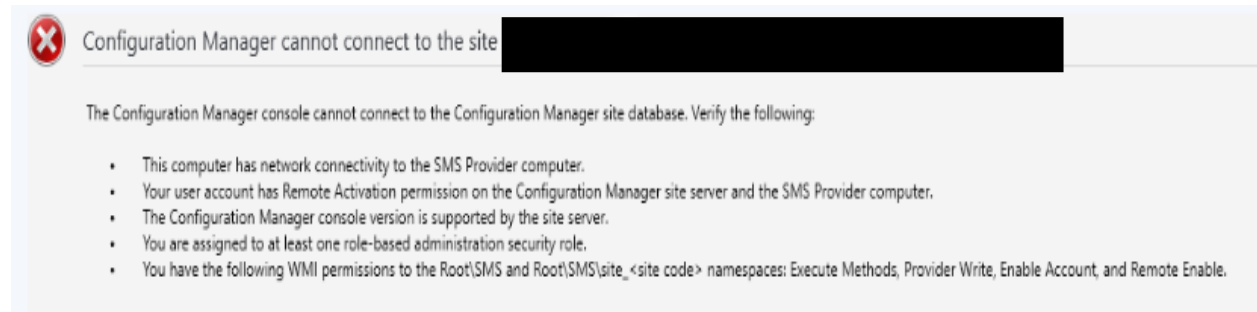 Configuration Manager cannot connect to the site
The Configuration Manager console cannot connect to the Configuration Manager site database. Verify the following:
• This computer has network connectivity to the SMS Provider computer.
• Your user account has Remote Activation permission on the Configuration Manager site server and the SMS Provider computer.
• The Configuration Manager console version is supported by the site server.
• You are assigned to at least one role-based administration security role.
• You have the following WMI permissions to the Root\SMS and Root\SMS\site_<site code> namespaces: Execute Methods, Provider Write, Enable Account, and Remote Enable.